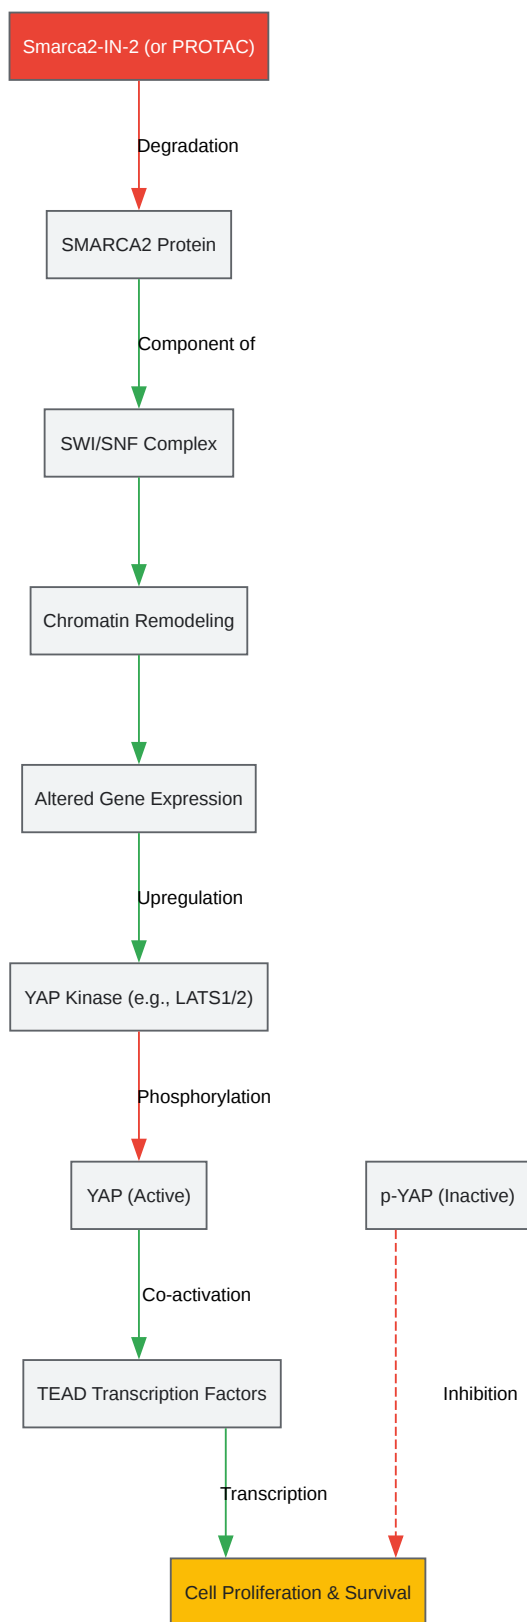 Smarca2-IN-2 (or PROTAC)
Degradation
SMARCA2 Protein
Component of
SWI/SNF Complex
Chromatin Remodeling
Altered Gene Expression
Upregulation
YAP Kinase (e.g., LATS1/2)
Phosphorylation
YAP (Active)
p-YAP (Inactive)
Co-activation
TEAD Transcription Factors
Inhibition
Transcription
Cell Proliferation & Survival